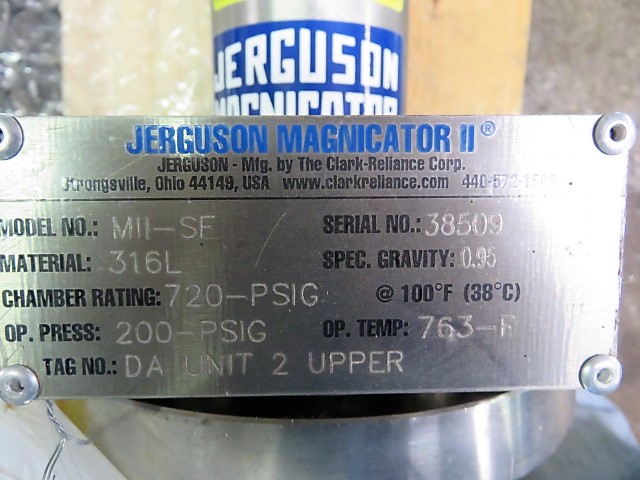 JERGUSON
MAGNICATOR
JERGUSON MAGNICATOR II®
JERGUSON - Mfg. by The Clark-Reliance Corp.
Strongsville, Ohio 44149, USA www.clarkreliance.com
MODEL NO.: MII-SE SERIAL NO.: 38509
MATERIAL: 316L SPEC. GRAVITY: 0.95
CHAMBER RATING: 720-PSIG @ 100°F (38°C)
OP. PRESS: 200-PSIG OP. TEMP: 763-F
TAG NO.: DA UNIT 2 UPPER